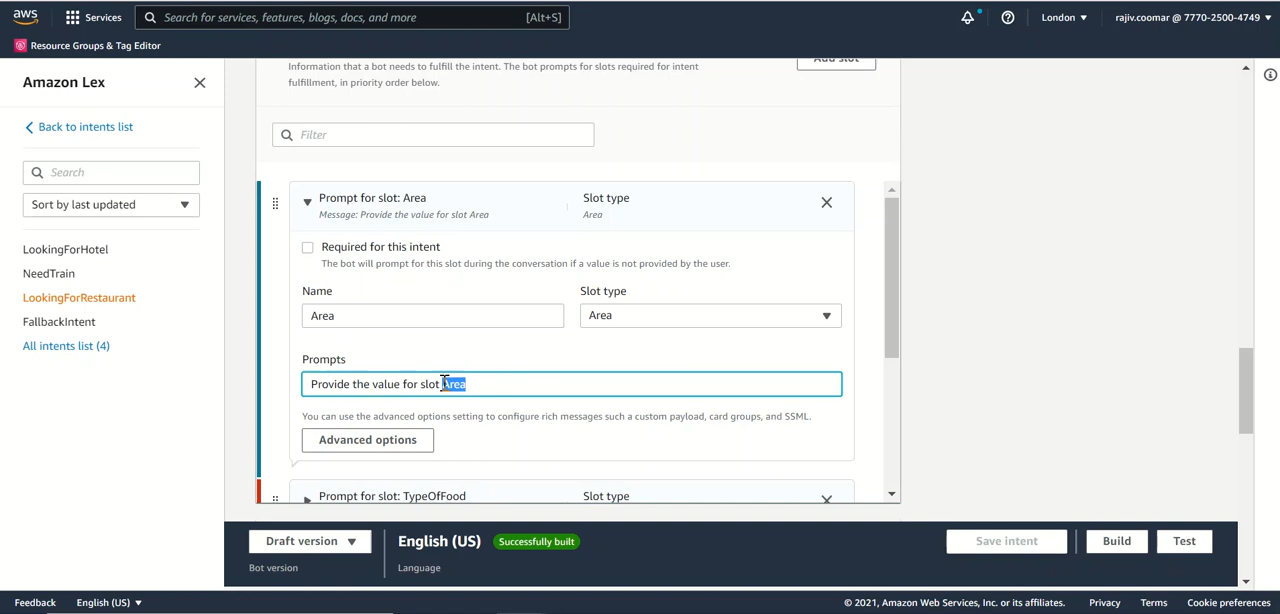 aws Services Search for services, features, blogs, docs, and more [Alt+S] London ▼ rajiv.coomar @ 7770-2500-4749 ▼
Resource Groups & Tag Editor
Amazon Lex
Back to intents list
Search
Sort by last updated
LookingForHotel
NeedTrain
LookingForRestaurant
FallbackIntent
All intents list (4)
Information that a bot needs to fulfill the intent. The bot prompts for slots required for intent
fulfillment, in priority order below.
Add slot
Filter
Prompt for slot: Area
Message: Provide the value for slot Area
Slot type
Area
Required for this intent
The bot will prompt for this slot during the conversation if a value is not provided by the user.
Name
Area
Slot type
Area
Prompts
Provide the value for slot Area
You can use the advanced options setting to configure rich messages such a custom payload, card groups, and SSML.
Advanced options
Prompt for slot: TypeOfFood
Slot type
Draft version
Bot version
English (US) Successfully built
Language
Save intent
Build
Test
Feedback English (US) ▼ © 2021, Amazon Web Services, Inc. or its affiliates. Privacy Terms Cookie preferences